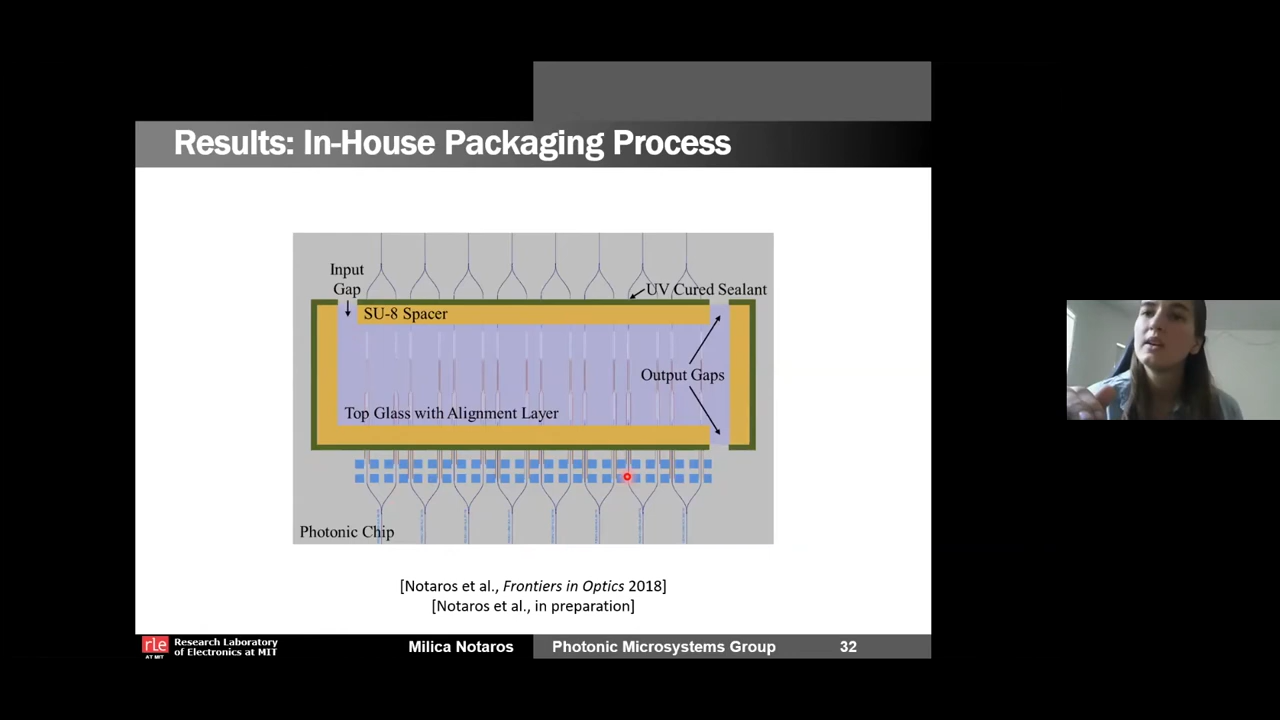 Results: In-House Packaging Process
Input
Gap
UV Cured Sealant
SU-8 Spacer
Output Gaps
Top Glass with Alignment Layer
Photonic Chip
[Notaros et al., Frontiers in Optics 2018]
[Notaros et al., in preparation]
rle
AT MIT
Research Laboratory
of Electronics at MIT
Milica Notaros
Photonic Microsystems Group
32